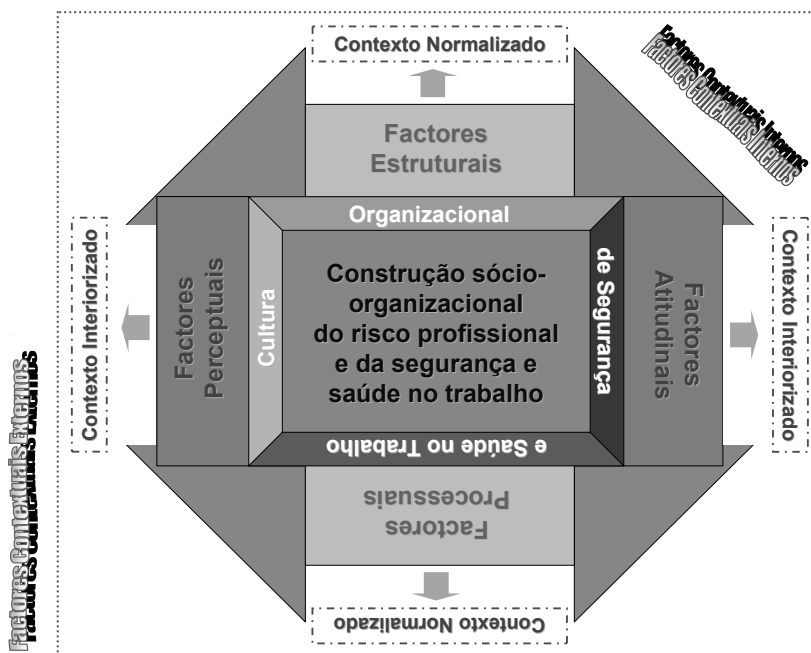 Contexto Normalizado
Factores Contextuais Internos
Factores
Estruturais
Organizacional
Contexto Interiorizado
Factores
Perceptuais
Cultura
Construção sócio-
organizacional
do risco profissional
e da segurança e
saúde no trabalho
de Segurança
Factores
Atitudinais
Contexto Interiorizado
e Saúde no Trabalho
Factores
Processuais
Contexto Normalizado
Factores Contextuais Externos